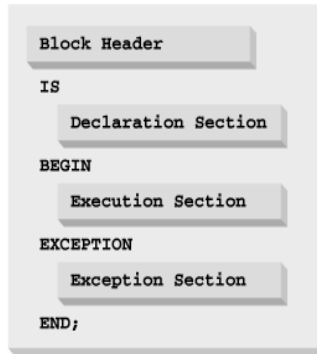 Block Header
IS
Declaration Section
BEGIN
Execution Section
EXCEPTION
Exception Section
END;